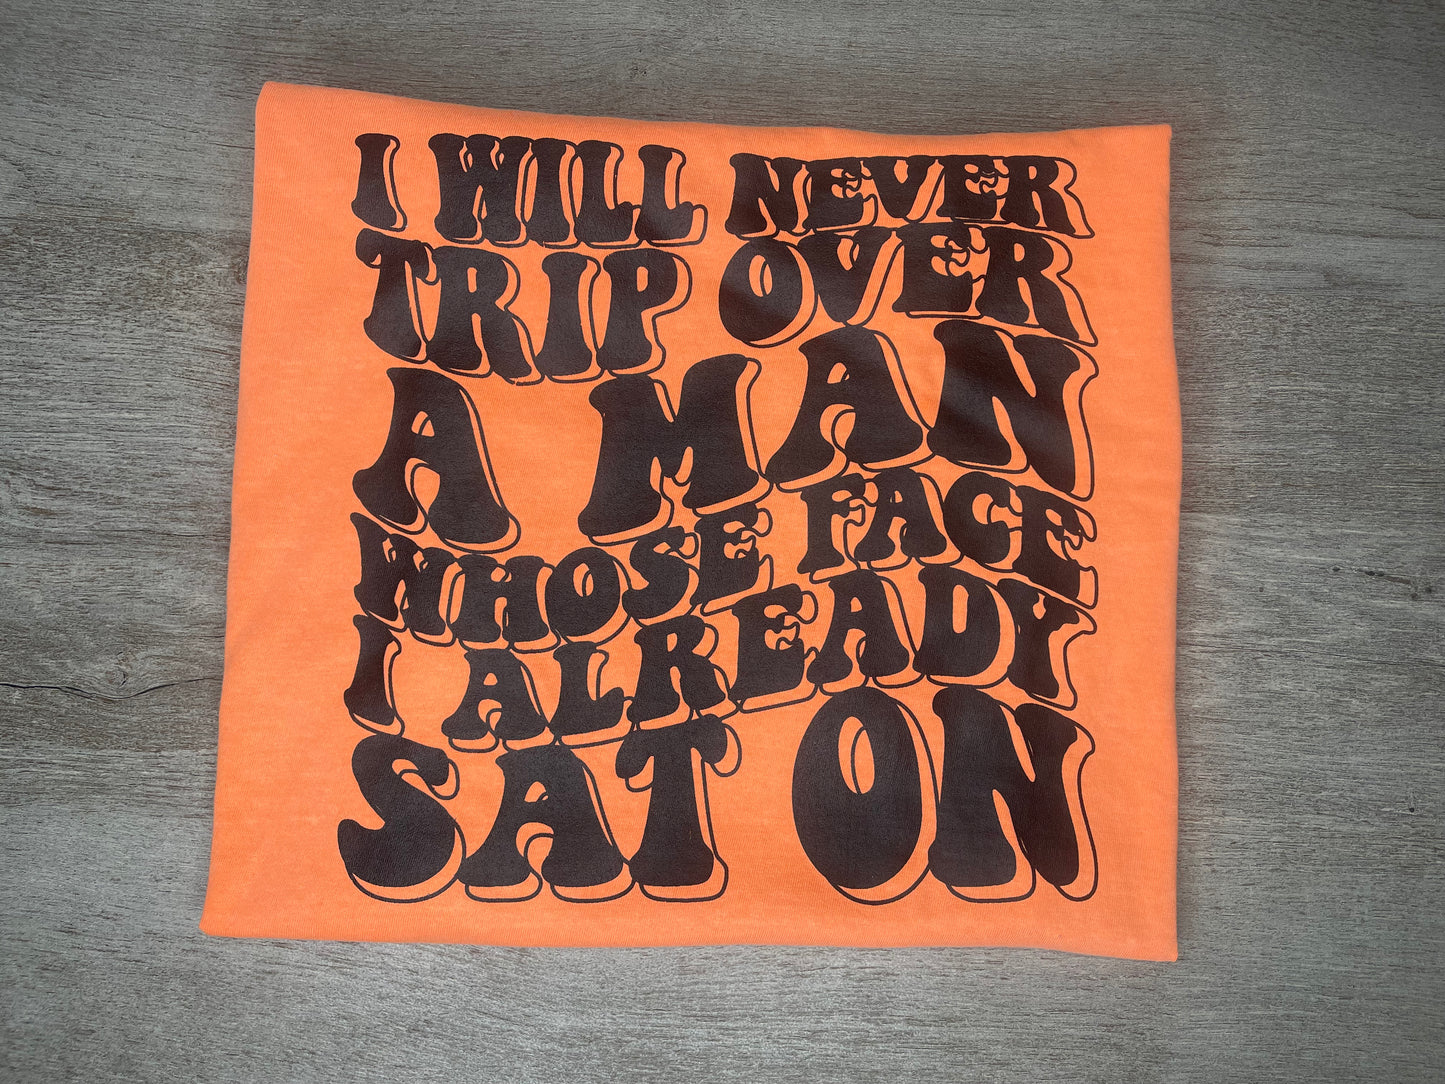 I WILL NEVER
TRIP OVER
A MAN
WHOSE FACE
I ALREADY
SAT ON